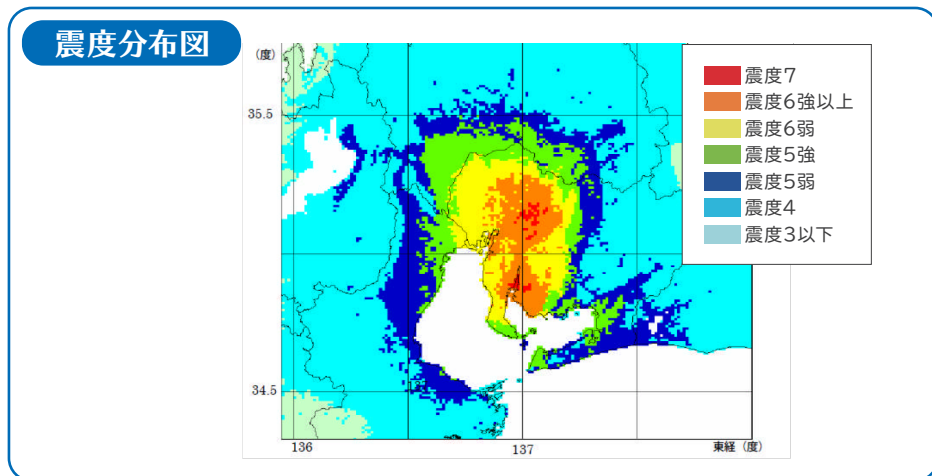 震度分布図
(度)
35.5
34.5
136
137
東経(度)
震度7
震度6強以上
震度6弱
震度5強
震度5弱
震度4
震度3以下